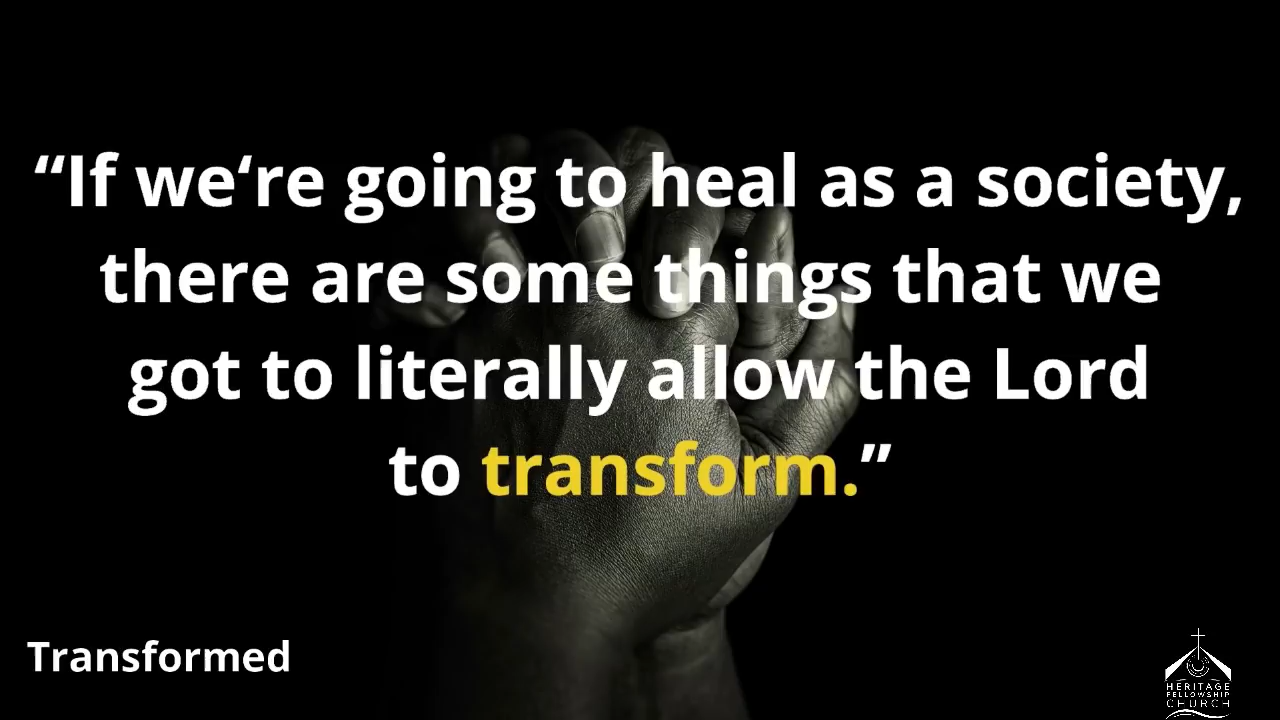 “If we‘re going to heal as a society,
there are some things that we
got to literally allow the Lord
to transform.”
Transformed
HERITAGE
FELLOWSHIP
CHURCH